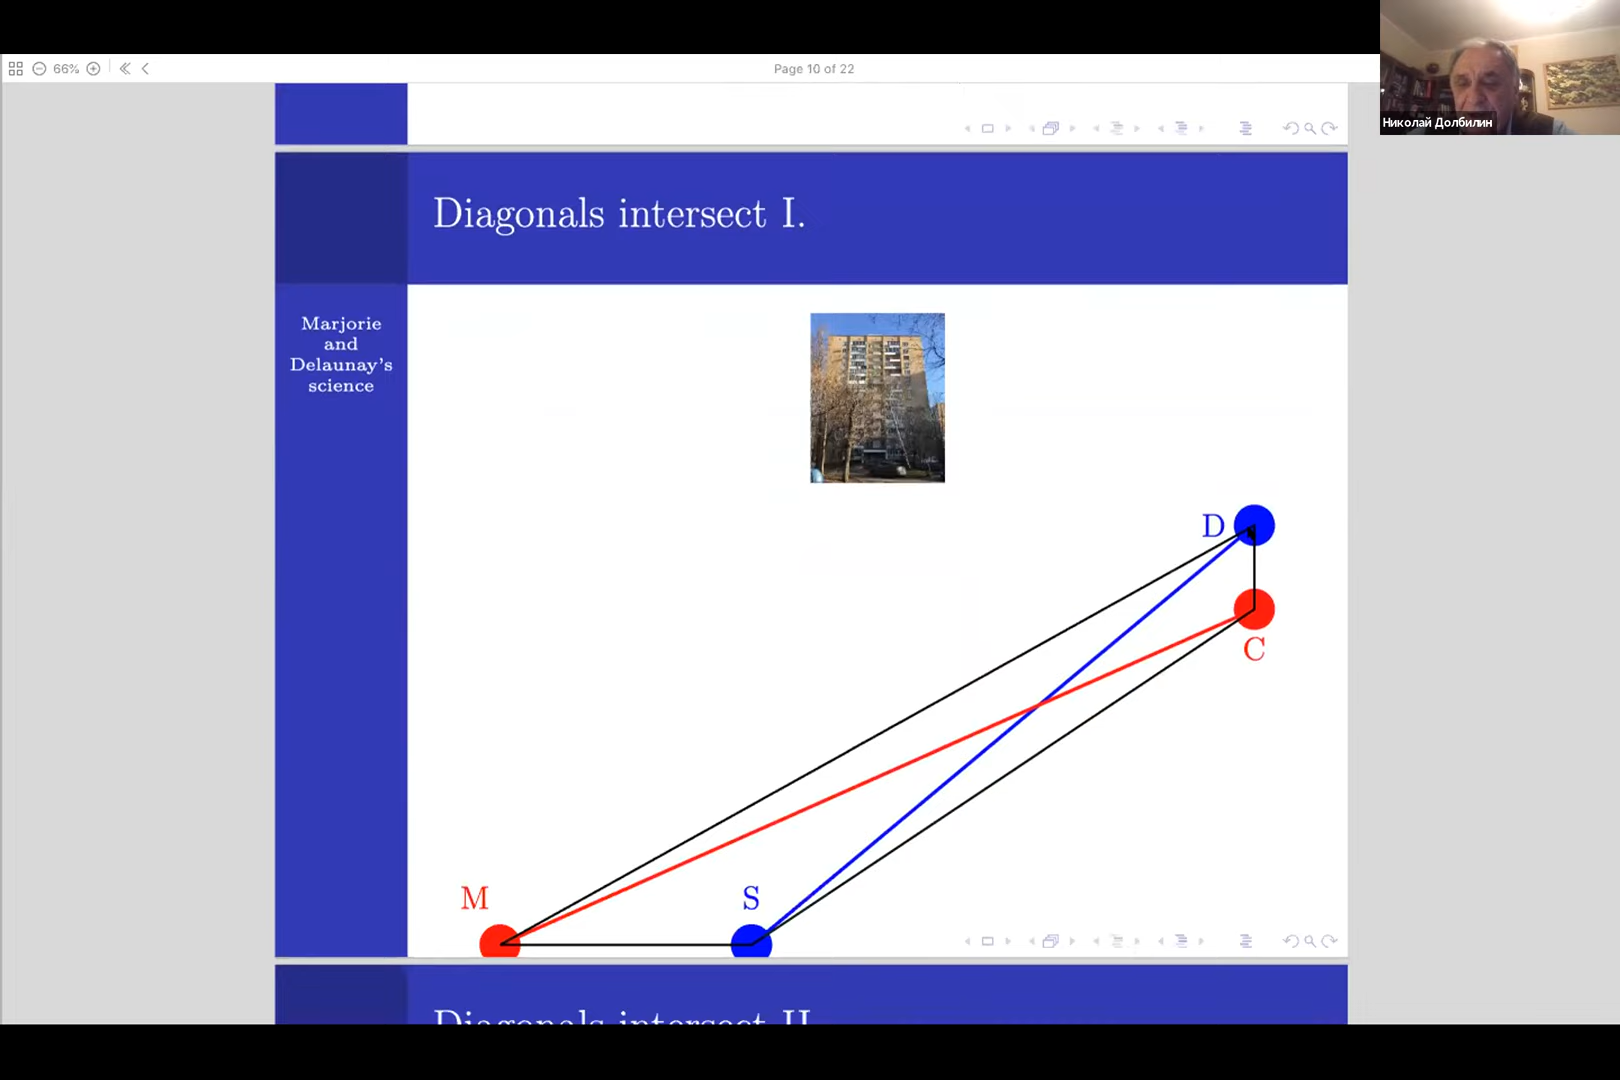 66%
Page 10 of 22
Николай Долбилин
Diagonals intersect I.
Marjorie
and
Delaunay's
science
D
C
M
S
Diagonals intersect II